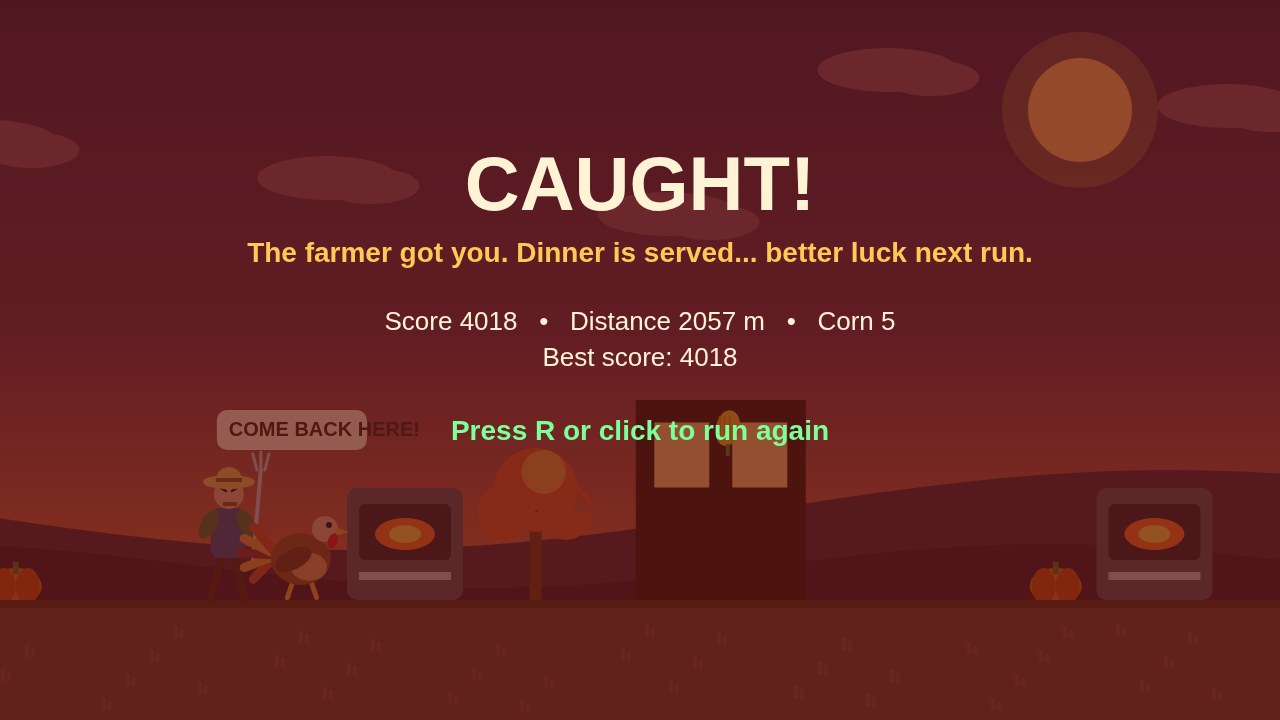 CAUGHT!
The farmer got you. Dinner is served... better luck next run.
Score 4018 • Distance 2057 m • Corn 5
Best score: 4018
COME BACK HERE!
Press R or click to run again